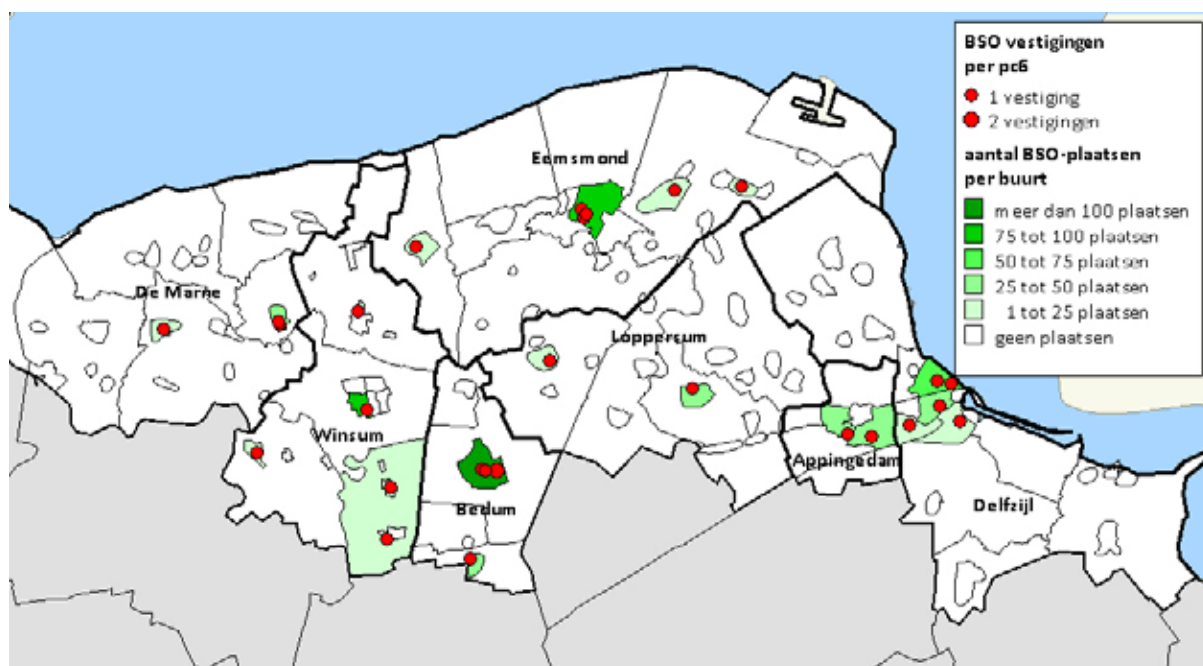 BSO vestigingen
per pc6
1 vestiging
2 vestigingen
aantal BSO-plaatsen
per buurt
meer dan 100 plaatsen
75 tot 100 plaatsen
50 tot 75 plaatsen
25 tot 50 plaatsen
1 tot 25 plaatsen
geen plaatsen
Eemsmond
De Marne
Loppersum
Winsum
Appingedam
Bedum
Delfzijl